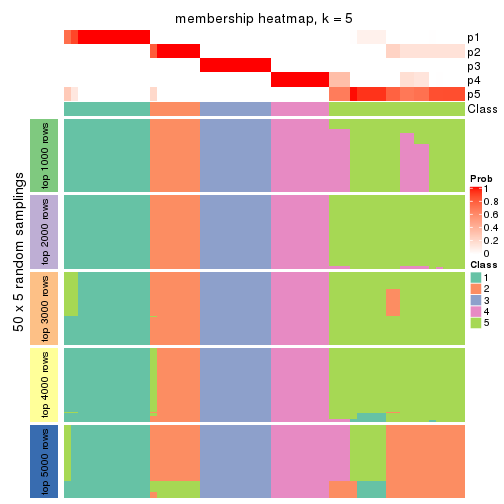 membership heatmap, k = 5
p1
p2
p3
p4
p5
Class
50 x 5 random samplings
top 1000 rows
top 2000 rows
top 3000 rows
top 4000 rows
top 5000 rows
Prob
1
0.8
0.6
0.4
0.2
0
Class
1
2
3
4
5